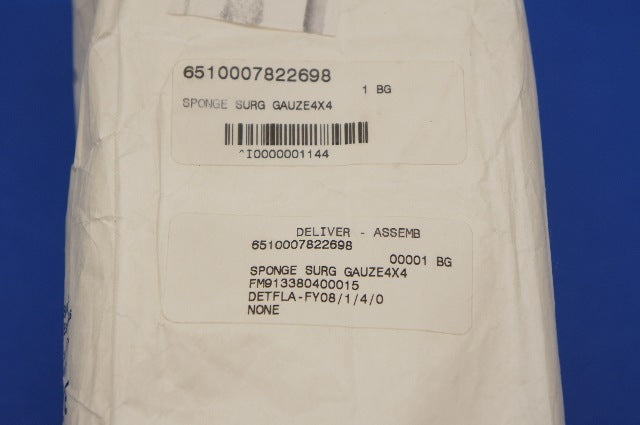 6510007822698
1 BG
SPONGE SURG GAUZE4X4
^I0000001144
DELIVER - ASSEMB
6510007822698
00001 BG
SPONGE SURG GAUZE4X4
FM913380400015
DETFLA-FY08/1/4/0
NONE